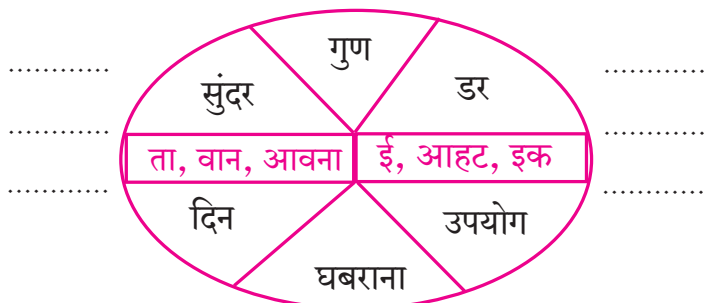 गुण
सुंदर
डर
ता, वान, आवना
ई, आहट, इक
दिन
उपयोग
घबराना